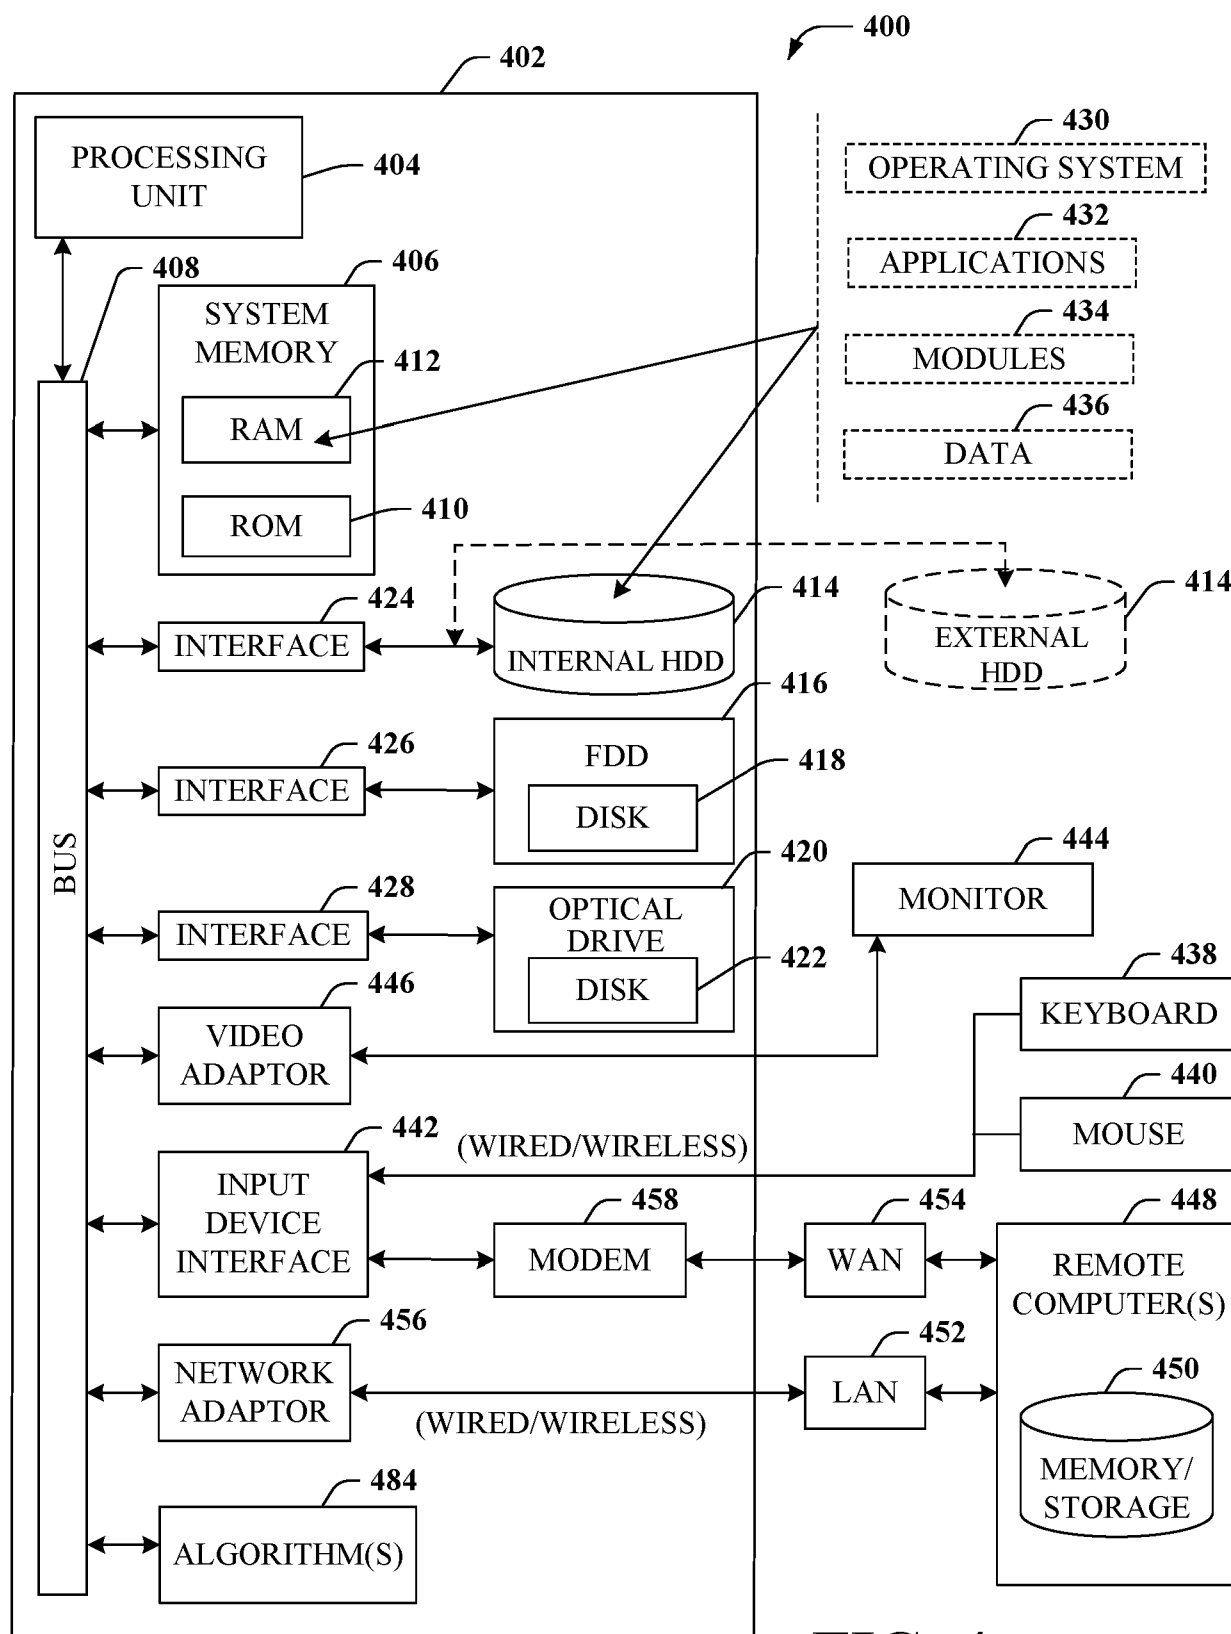 400
402
PROCESSING
UNIT
404
430
OPERATING SYSTEM
432
APPLICATIONS
434
MODULES
436
DATA
408
406
SYSTEM
MEMORY
412
RAM
410
ROM
424
INTERFACE
414
INTERNAL HDD
414
EXTERNAL
HDD
416
FDD
418
DISK
426
INTERFACE
BUS
420
OPTICAL
DRIVE
422
DISK
428
INTERFACE
444
MONITOR
446
VIDEO
ADAPTOR
438
KEYBOARD
440
MOUSE
442
INPUT
DEVICE
INTERFACE
(WIRED/WIRELESS)
458
MODEM
454
WAN
448
REMOTE
COMPUTER(S)
456
NETWORK
ADAPTOR
(WIRED/WIRELESS)
452
LAN
450
MEMORY/
STORAGE
484
ALGORITHM(S)